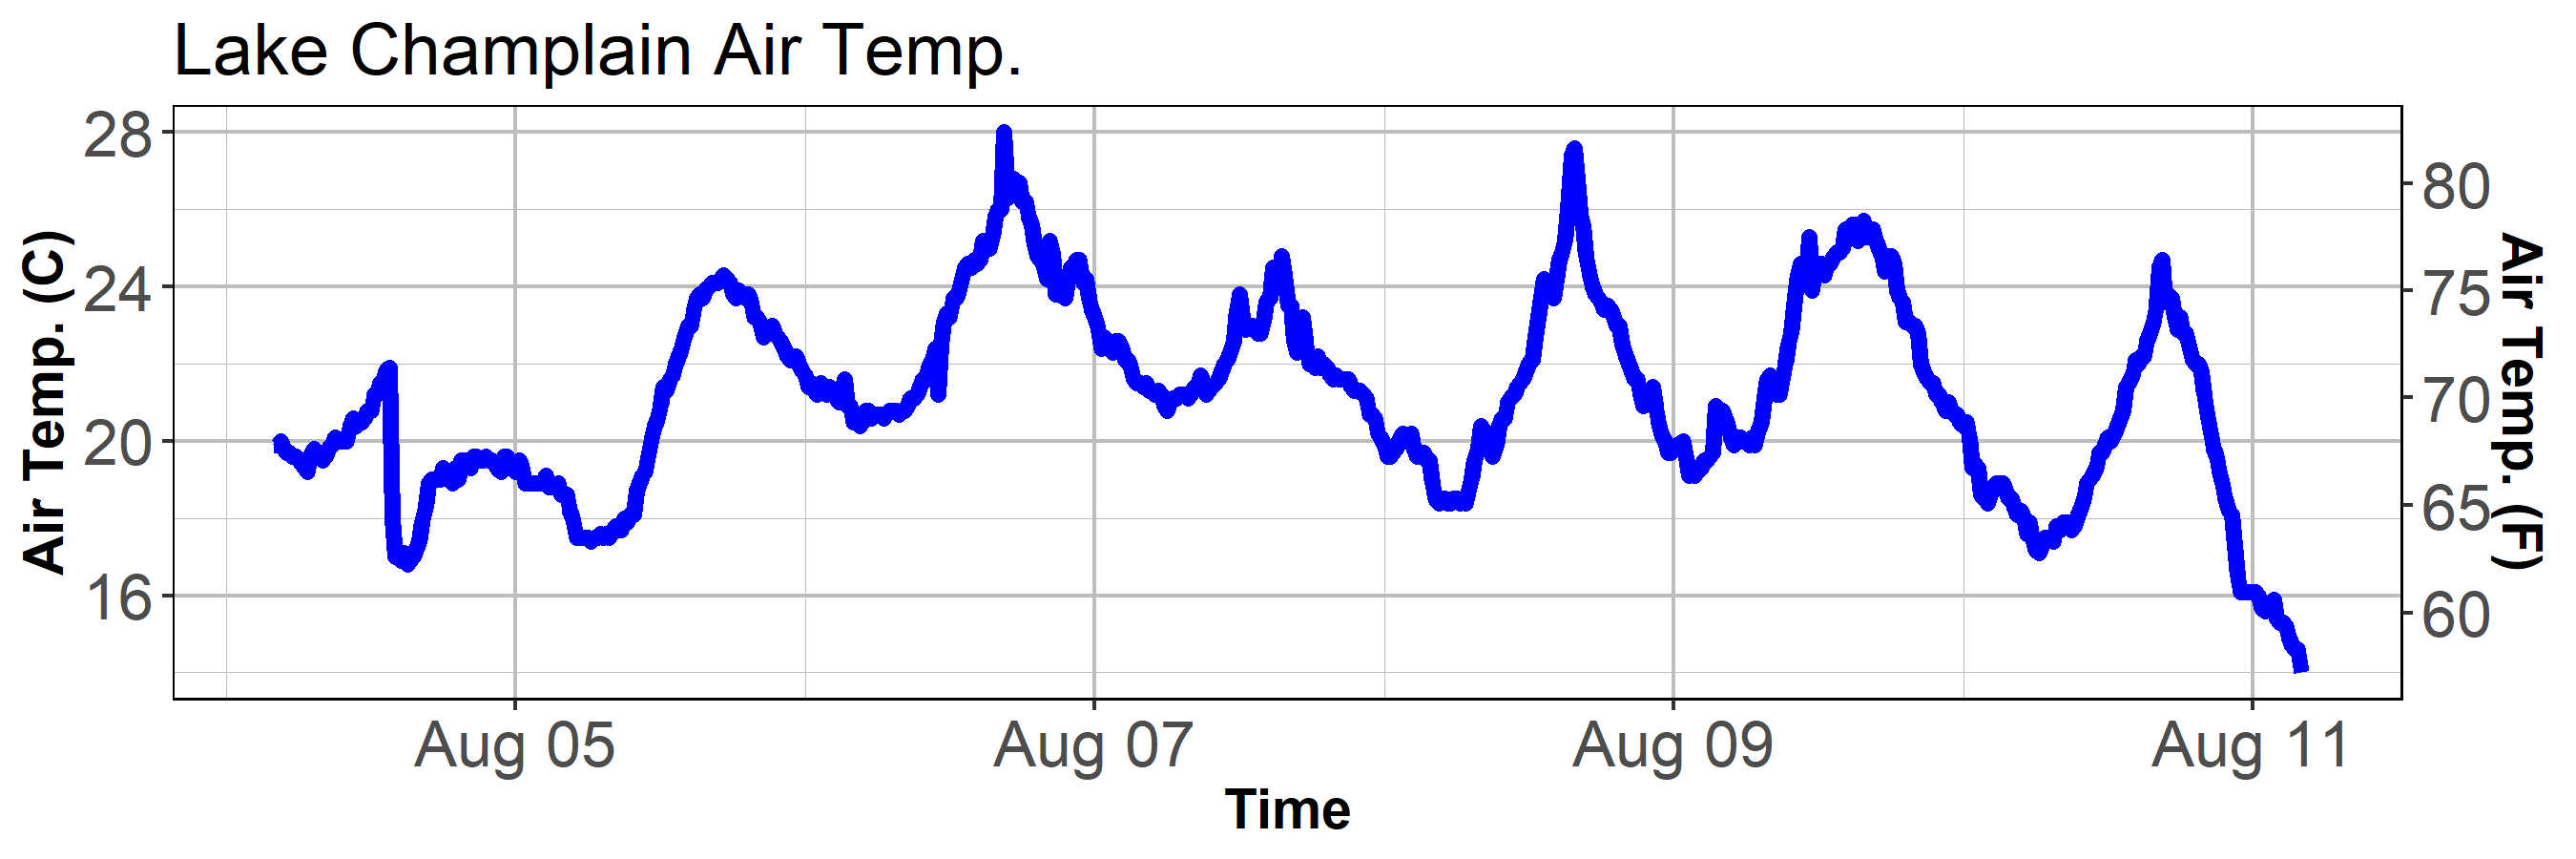 Lake Champlain Air Temp.
28
24
20
16
Air Temp. (C)
80
75
70
65
60
Air Temp. (F)
Aug 05
Aug 07
Aug 09
Aug 11
Time